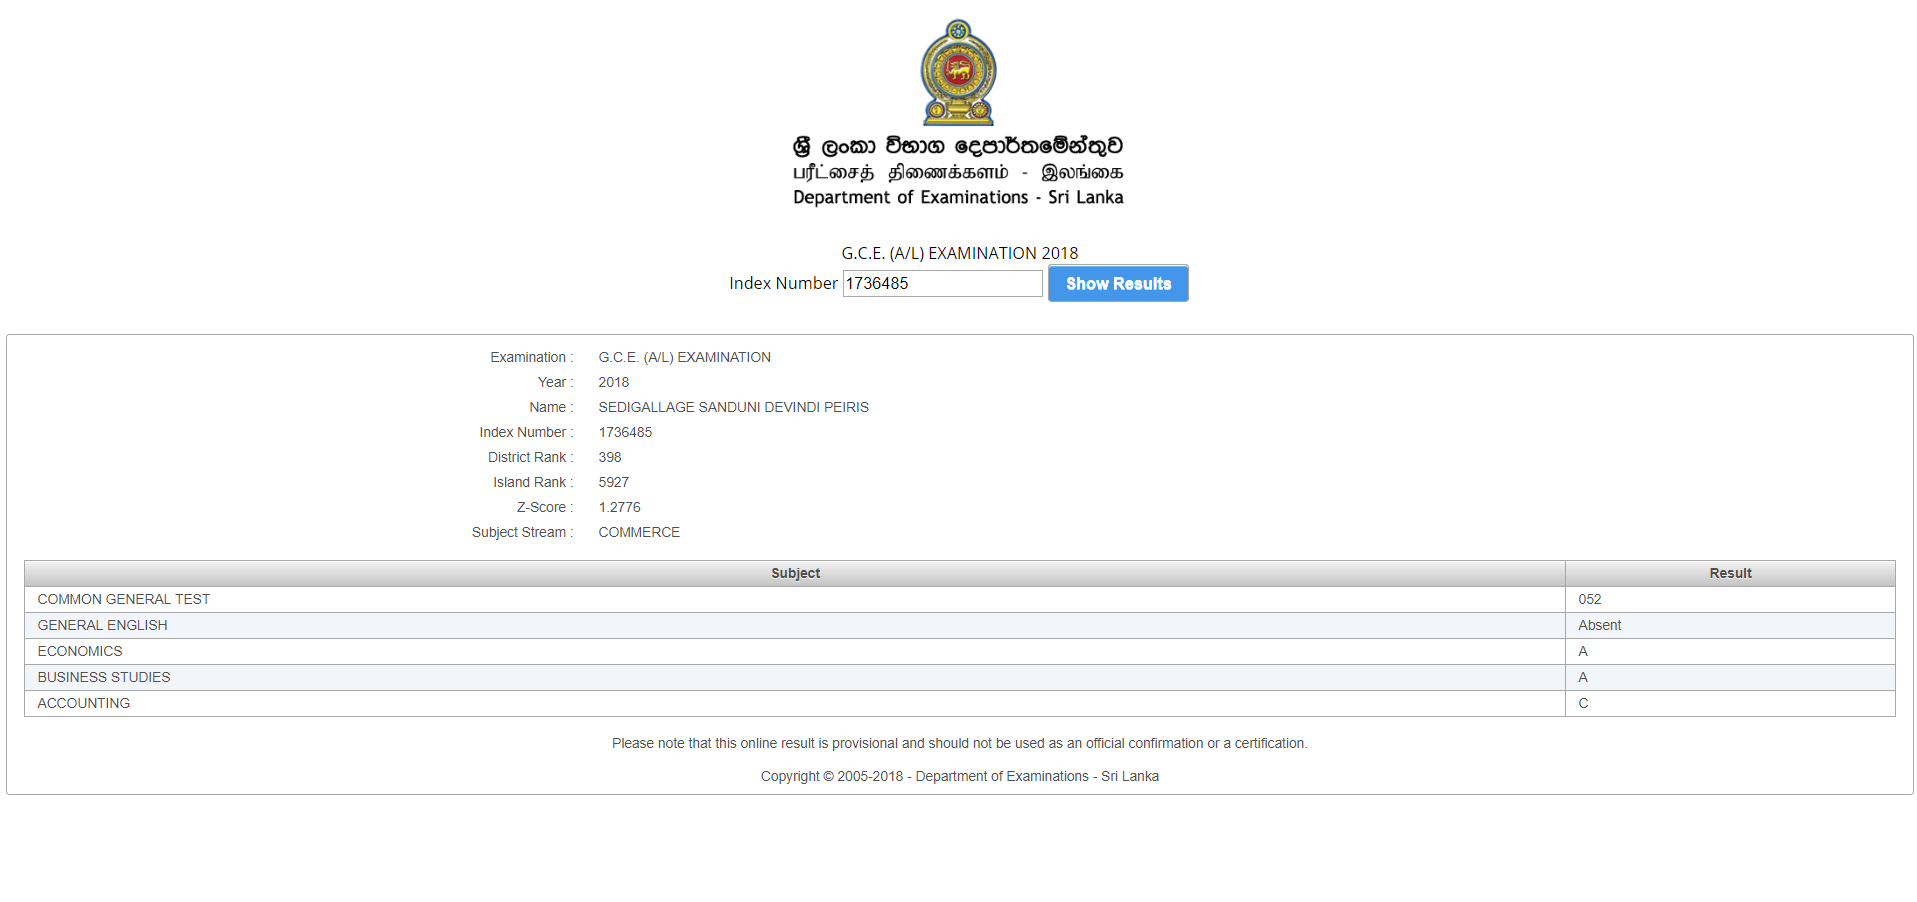 ශ්‍රී ලංකා විභාග දෙපාර්තමේන්තුව
பரீட்சைத் திணைக்களம் - இலங்கை
Department of Examinations - Sri Lanka
G.C.E. (A/L) EXAMINATION 2018
Index Number 1736485 Show Results
Examination : G.C.E. (A/L) EXAMINATION
Year : 2018
Name : SEDIGALLAGE SANDUNI DEVINDI PEIRIS
Index Number : 1736485
District Rank : 398
Island Rank : 5927
Z-Score : 1.2776
Subject Stream : COMMERCE
Subject Result
COMMON GENERAL TEST 052
GENERAL ENGLISH Absent
ECONOMICS A
BUSINESS STUDIES A
ACCOUNTING C
Please note that this online result is provisional and should not be used as an official confirmation or a certification.
Copyright © 2005-2018 - Department of Examinations - Sri Lanka